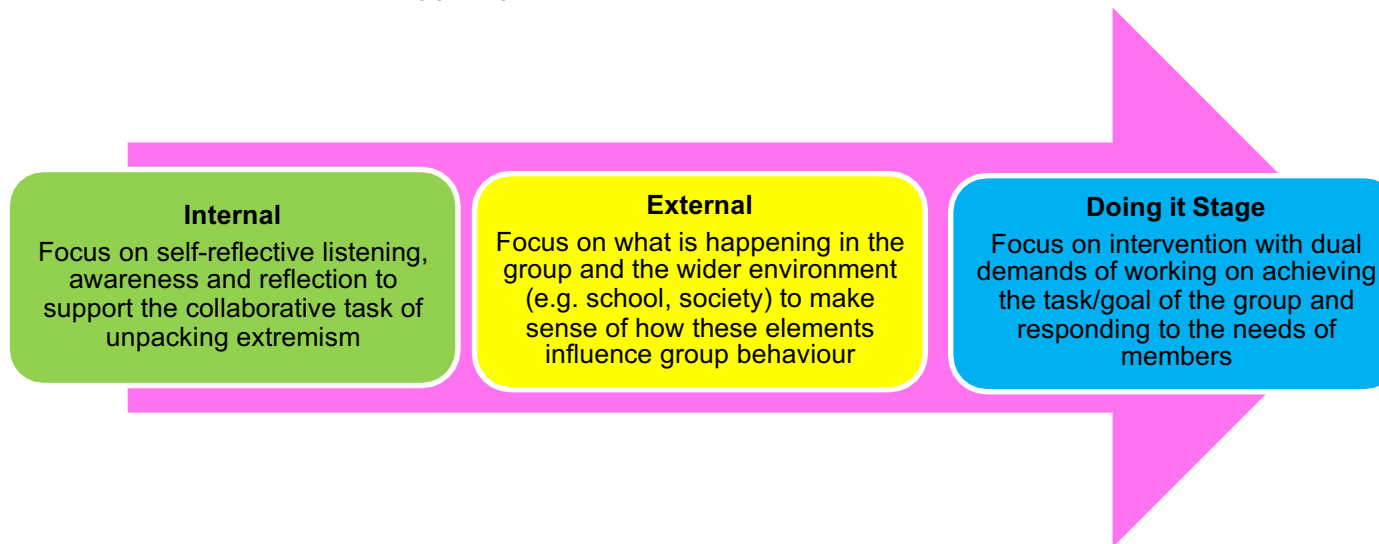 Internal
Focus on self-reflective listening,
awareness and reflection to
support the collaborative task of
unpacking extremism
External
Focus on what is happening in the
group and the wider environment
(e.g. school, society) to make
sense of how these elements
influence group behaviour
Doing it Stage
Focus on intervention with dual
demands of working on achieving
the task/goal of the group and
responding to the needs of
members